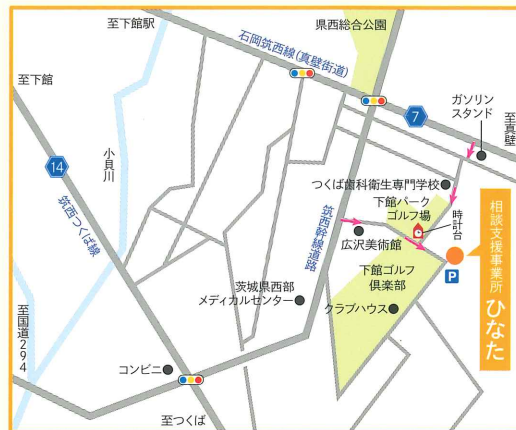 至下館駅
県西総合公園
石岡筑西線(真壁街道)
至下館
7
ガソリン
スタンド
至真壁
14
小貝川
つくば歯科衛生専門学校
下館パーク
ゴルフ場
時計台
筑西つくば線
筑西幹線道路
広沢美術館
相談支援事業所
ひなた
P
下館ゴルフ
倶楽部
茨城県西部
メディカルセンター
クラブハウス
至国道294
コンビニ
至つくば